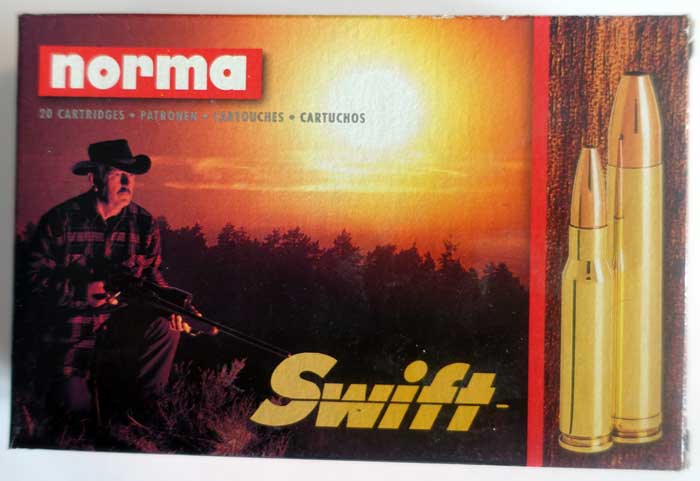 norma
20 CARTRIDGES • PATRONEN • CARTOUCHES • CARTUCHOS
Swift